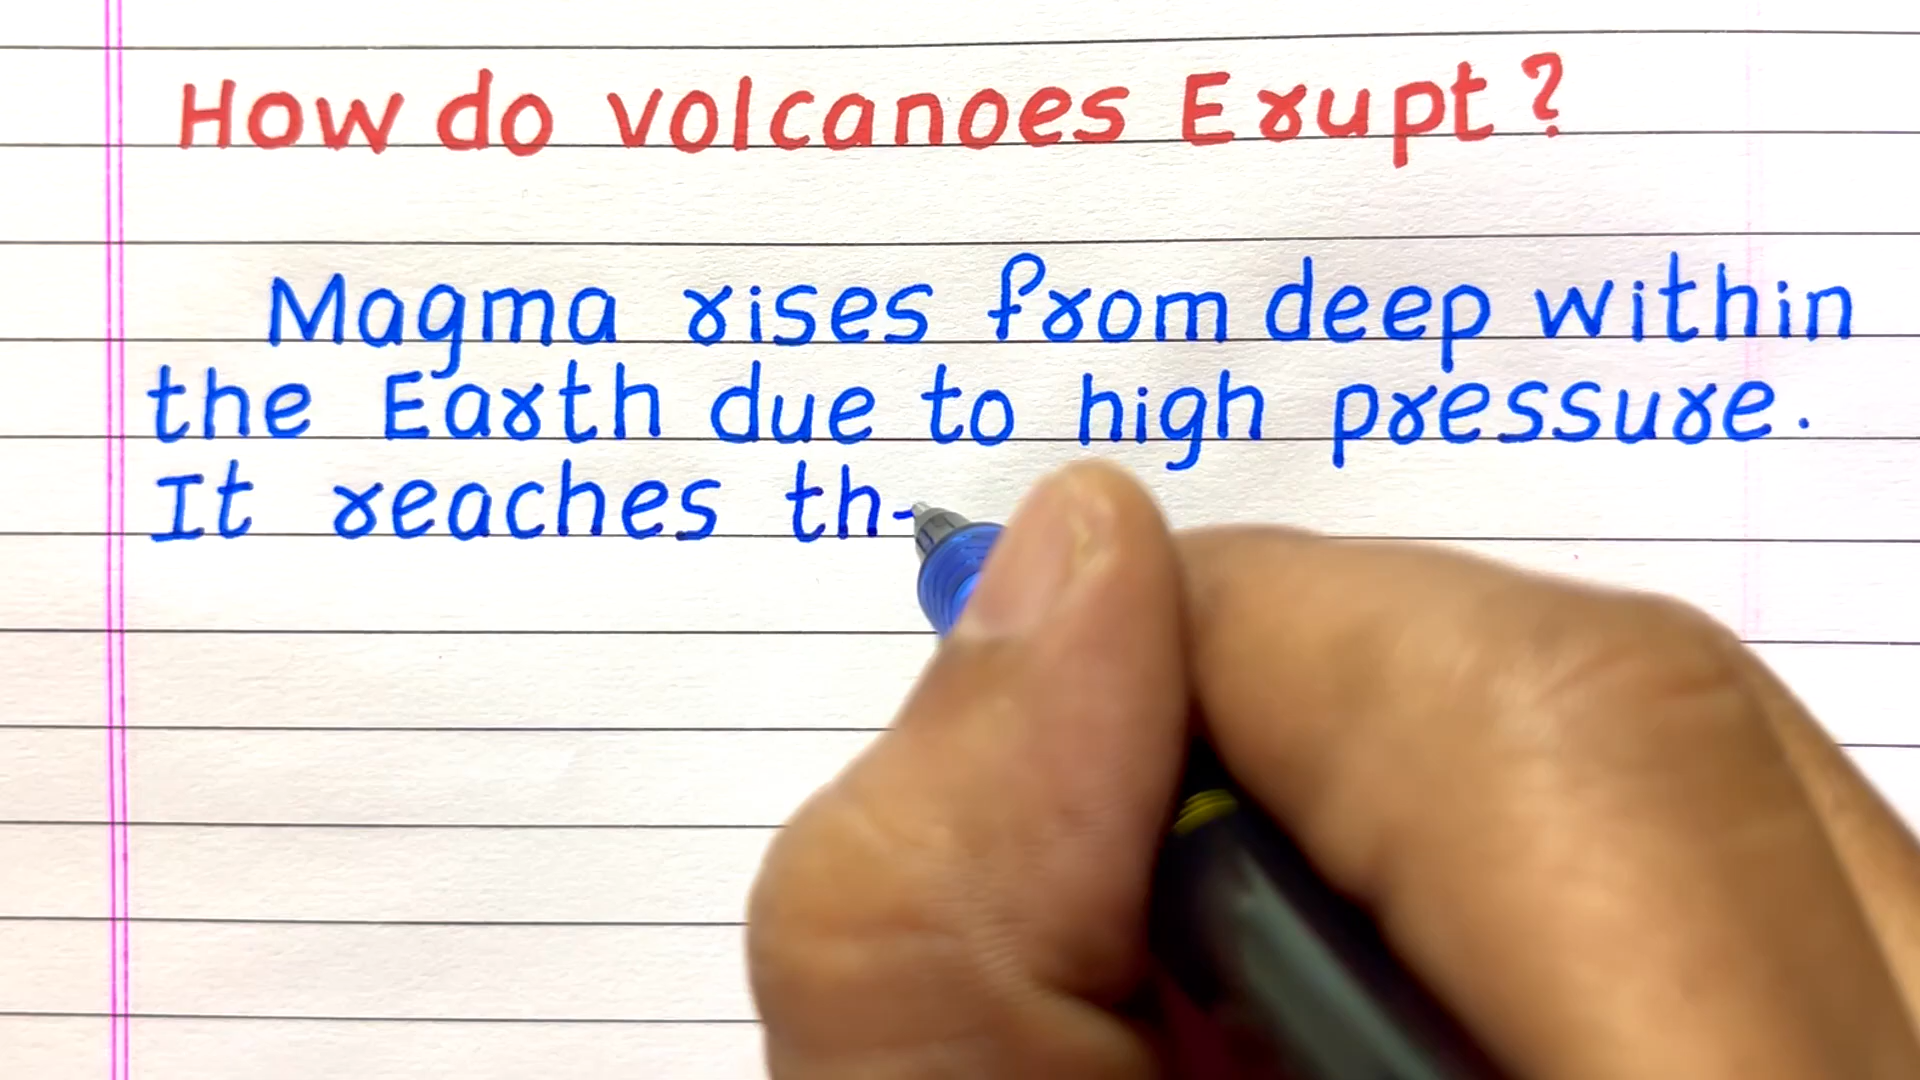 How do volcanoes Erupt?
Magma rises from deep within
the Earth due to high pressure.
It reaches th